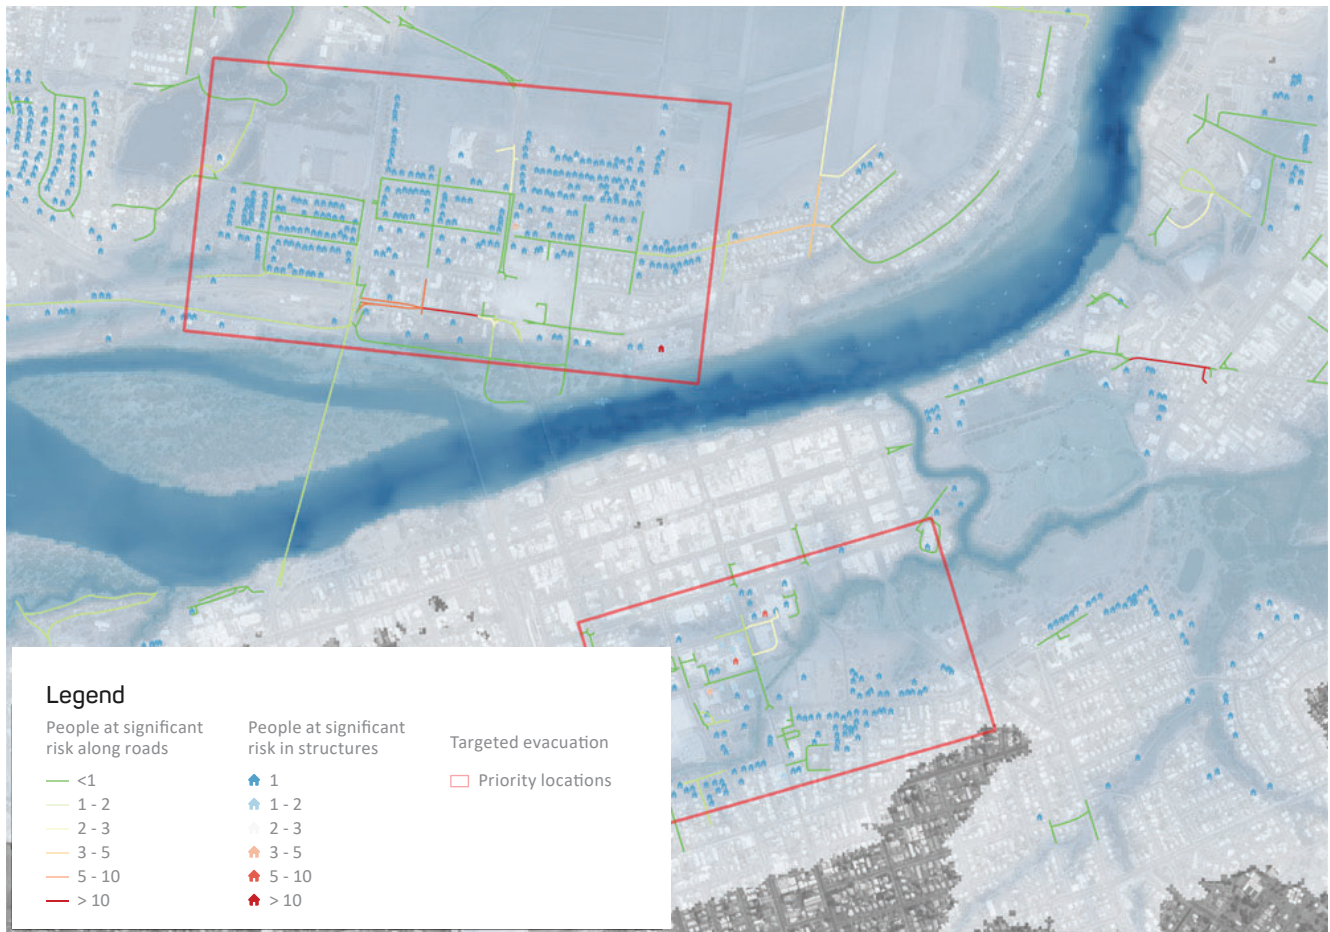 Legend
People at significant
risk along roads
<1
1 - 2
2 - 3
3 - 5
5 - 10
> 10
People at significant
risk in structures
1
1 - 2
2 - 3
3 - 5
5 - 10
> 10
Targeted evacuation
Priority locations